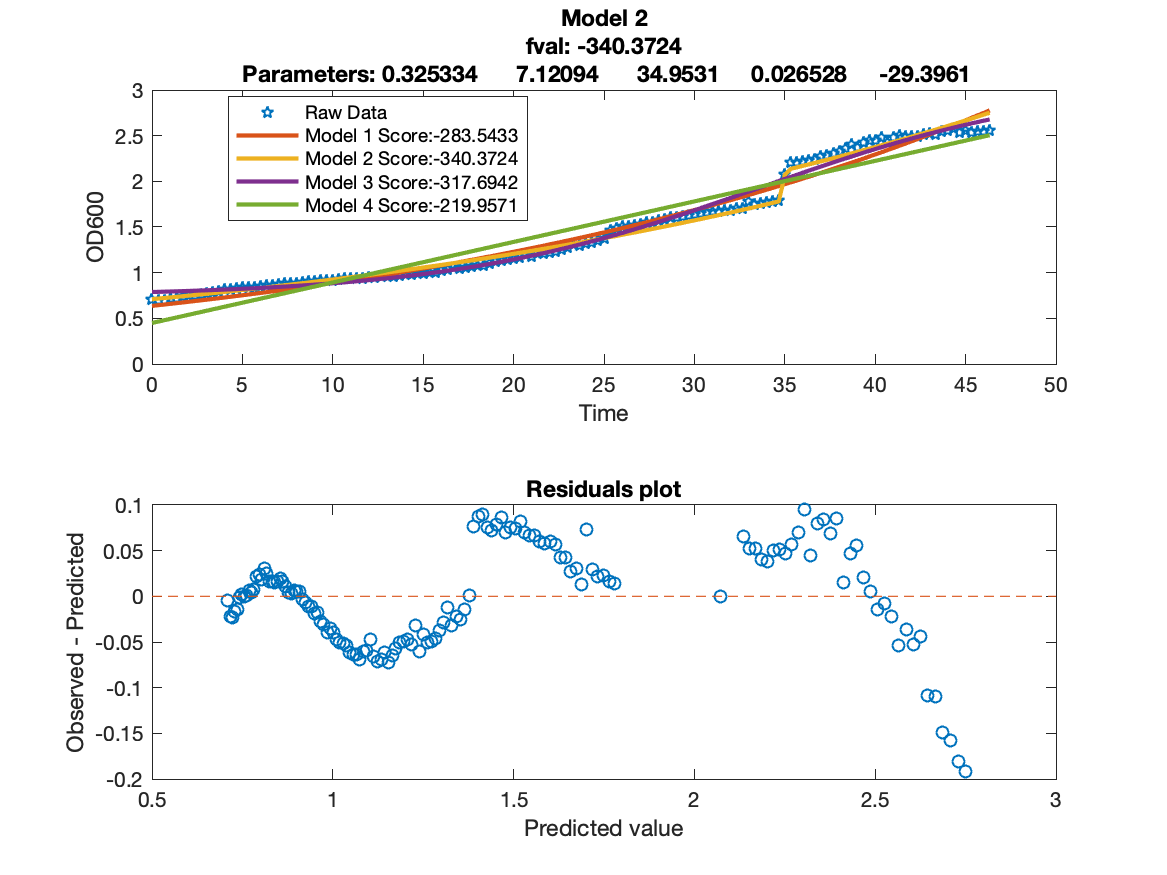 Model 2
fval: -340.3724
Parameters: 0.325334 7.12094 34.9531 0.026528 -29.3961
3
2.5
2
1.5
1
0.5
0
OD600
Raw Data
Model 1 Score:-283.5433
Model 2 Score:-340.3724
Model 3 Score:-317.6942
Model 4 Score:-219.9571
0 5 10 15 20 25 30 35 40 45 50
Time
Residuals plot
0.1
0.05
0
-0.05
-0.1
-0.15
-0.2
Observed - Predicted
0.5 1 1.5 2 2.5 3
Predicted value